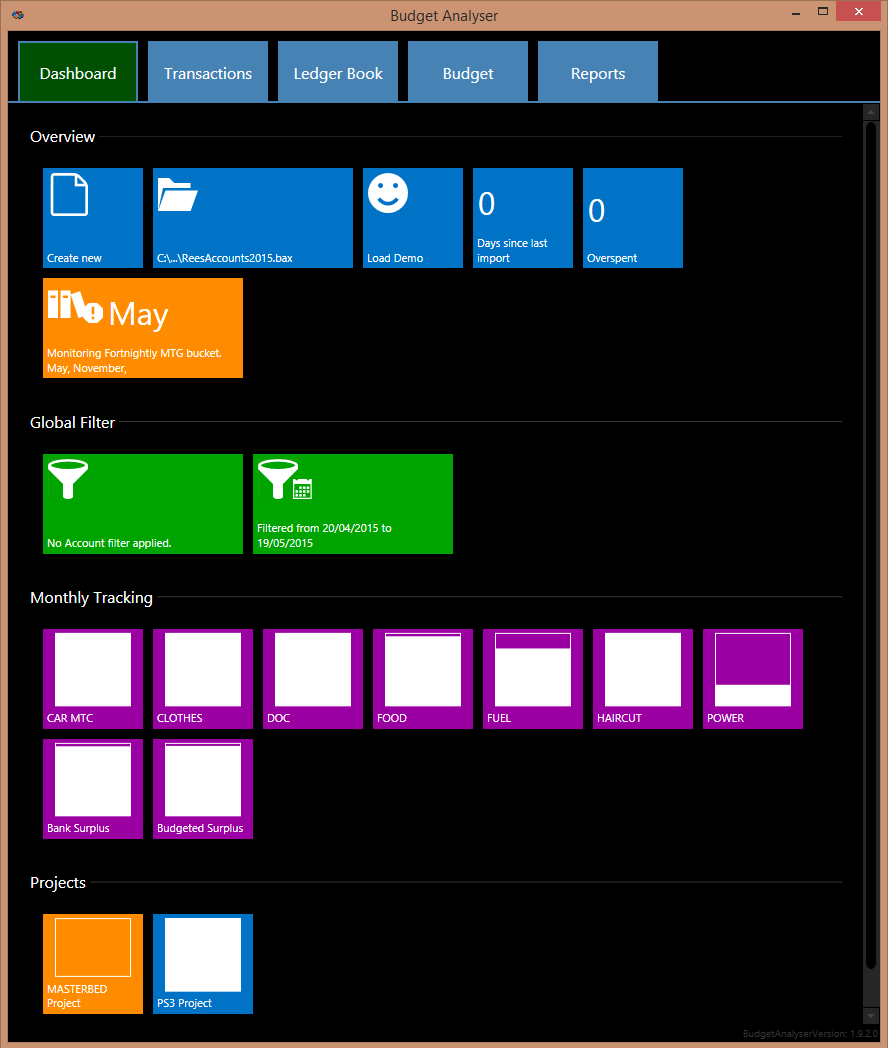 Budget Analyser
Dashboard
Transactions
Ledger Book
Budget
Reports
Overview
Create new
C:\...\ReesAccounts2015.bax
Load Demo
0
Days since last
import
0
Overspent
May
Monitoring Fortnightly MTG bucket.
May, November,
Global Filter
No Account filter applied.
Filtered from 20/04/2015 to
19/05/2015
Monthly Tracking
CAR MTC
CLOTHES
DOC
FOOD
FUEL
HAIRCUT
POWER
Bank Surplus
Budgeted Surplus
Projects
MASTERBED
Project
PS3 Project
BudgetAnalyserVersion: 1.9.2.0